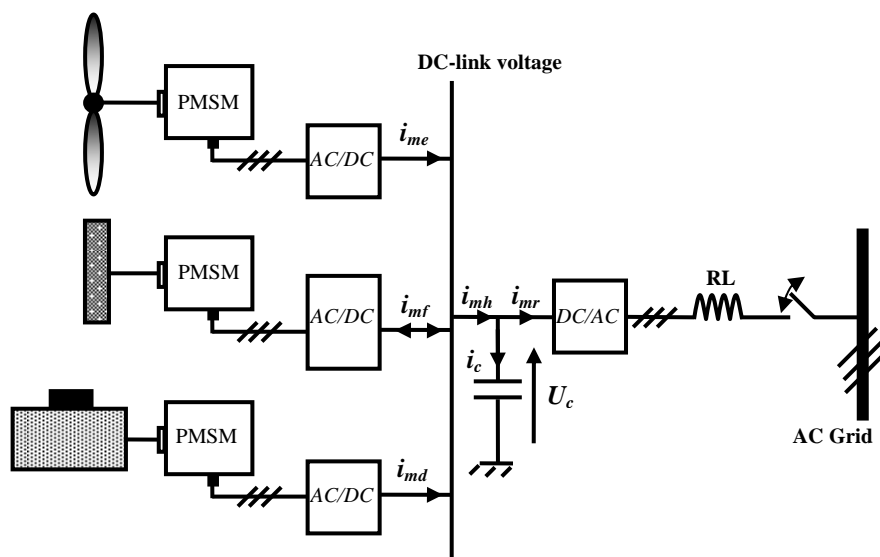 DC-link voltage
PMSM
AC/DC
i_me
PMSM
AC/DC
i_mf
i_mh
i_mr
DC/AC
RL
i_c
U_c
AC Grid
PMSM
AC/DC
i_md